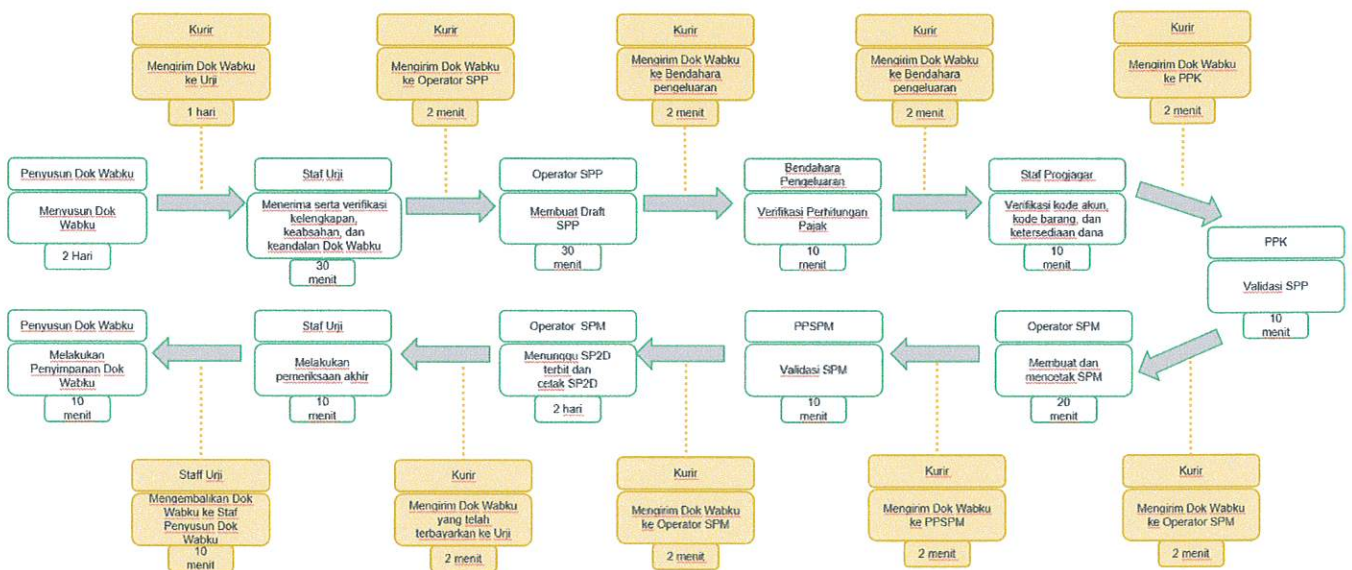 Kurir
Mengirim Dok Wabku
ke Urji
1 hari
Kurir
Mengirim Dok Wabku
ke Operator SPP
2 menit
Kurir
Mengirim Dok Wabku
ke Bendahara
pengeluaran
2 menit
Kurir
Mengirim Dok Wabku
ke Bendahara
pengeluaran
2 menit
Kurir
Mengirim Dok Wabku
ke PPK
2 menit
Penyusun Dok Wabku
Menyusun Dok
Wabku
2 Hari
Staf Urji
Menerima serta verifikasi
kelengkapan,
keabsahan, dan
keandalan Dok Wabku
30
menit
Operator SPP
Membuat Draft
SPP
30
menit
Bendahara
Pengeluaran
Verifikasi Perhitungan
Pajak
10
menit
Staf Progjagar
Verifikasi kode akun,
kode barang, dan
ketersediaan dana
10
menit
PPK
Validasi SPP
10
menit
Penyusun Dok Wabku
Melakukan
Penyimpanan Dok
Wabku
10
menit
Staf Urji
Melakukan
pemeriksaan akhir
10
menit
Operator SPM
Menunggu SP2D
terbit dan
cetak SP2D
2 hari
PPSPM
Validasi SPM
10
menit
Operator SPM
Membuat dan
mencetak SPM
20
menit
Staff Urji
Mengembalikan Dok
Wabku ke Staf
Penyusun Dok
Wabku
10
menit
Kurir
Mengirim Dok Wabku
yang telah
terbayarkan ke Urji
2 menit
Kurir
Mengirim Dok Wabku
ke Operator SPM
2 menit
Kurir
Mengirim Dok Wabku
ke PPSPM
2 menit
Kurir
Mengirim Dok Wabku
ke Operator SPM
2 menit